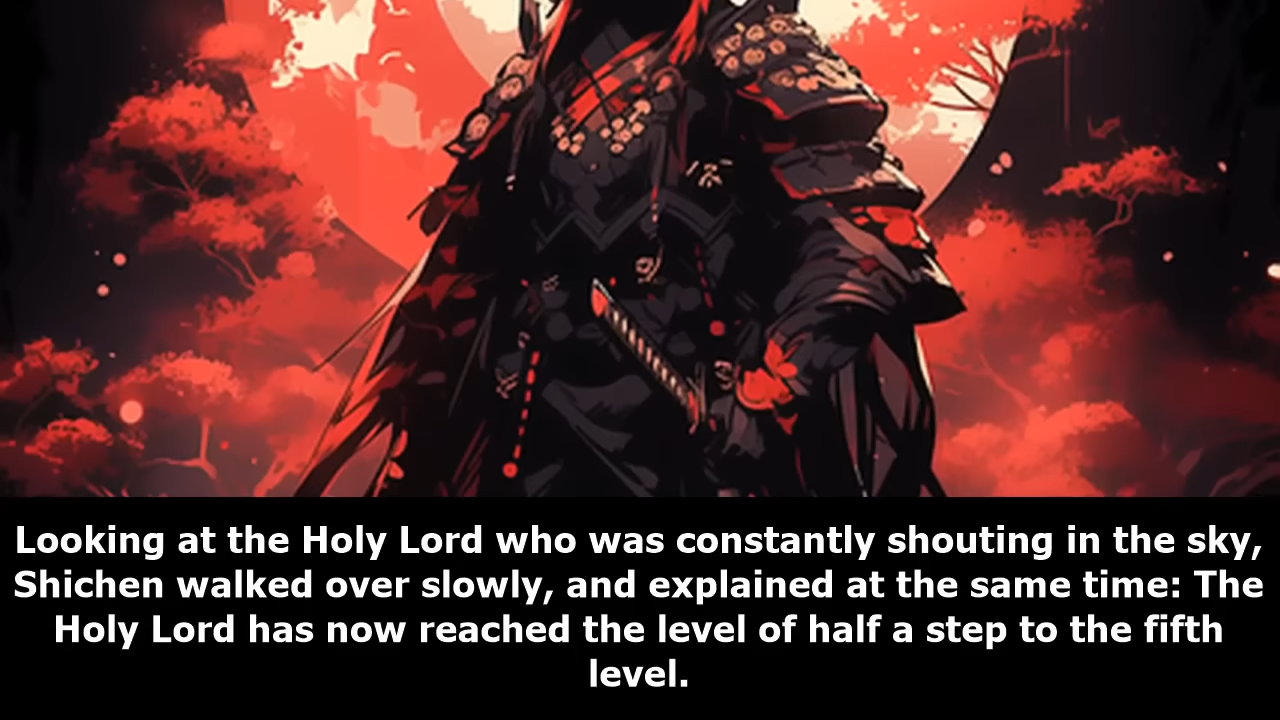 Looking at the Holy Lord who was constantly shouting in the sky,
Shichen walked over slowly, and explained at the same time: The
Holy Lord has now reached the level of half a step to the fifth
level.